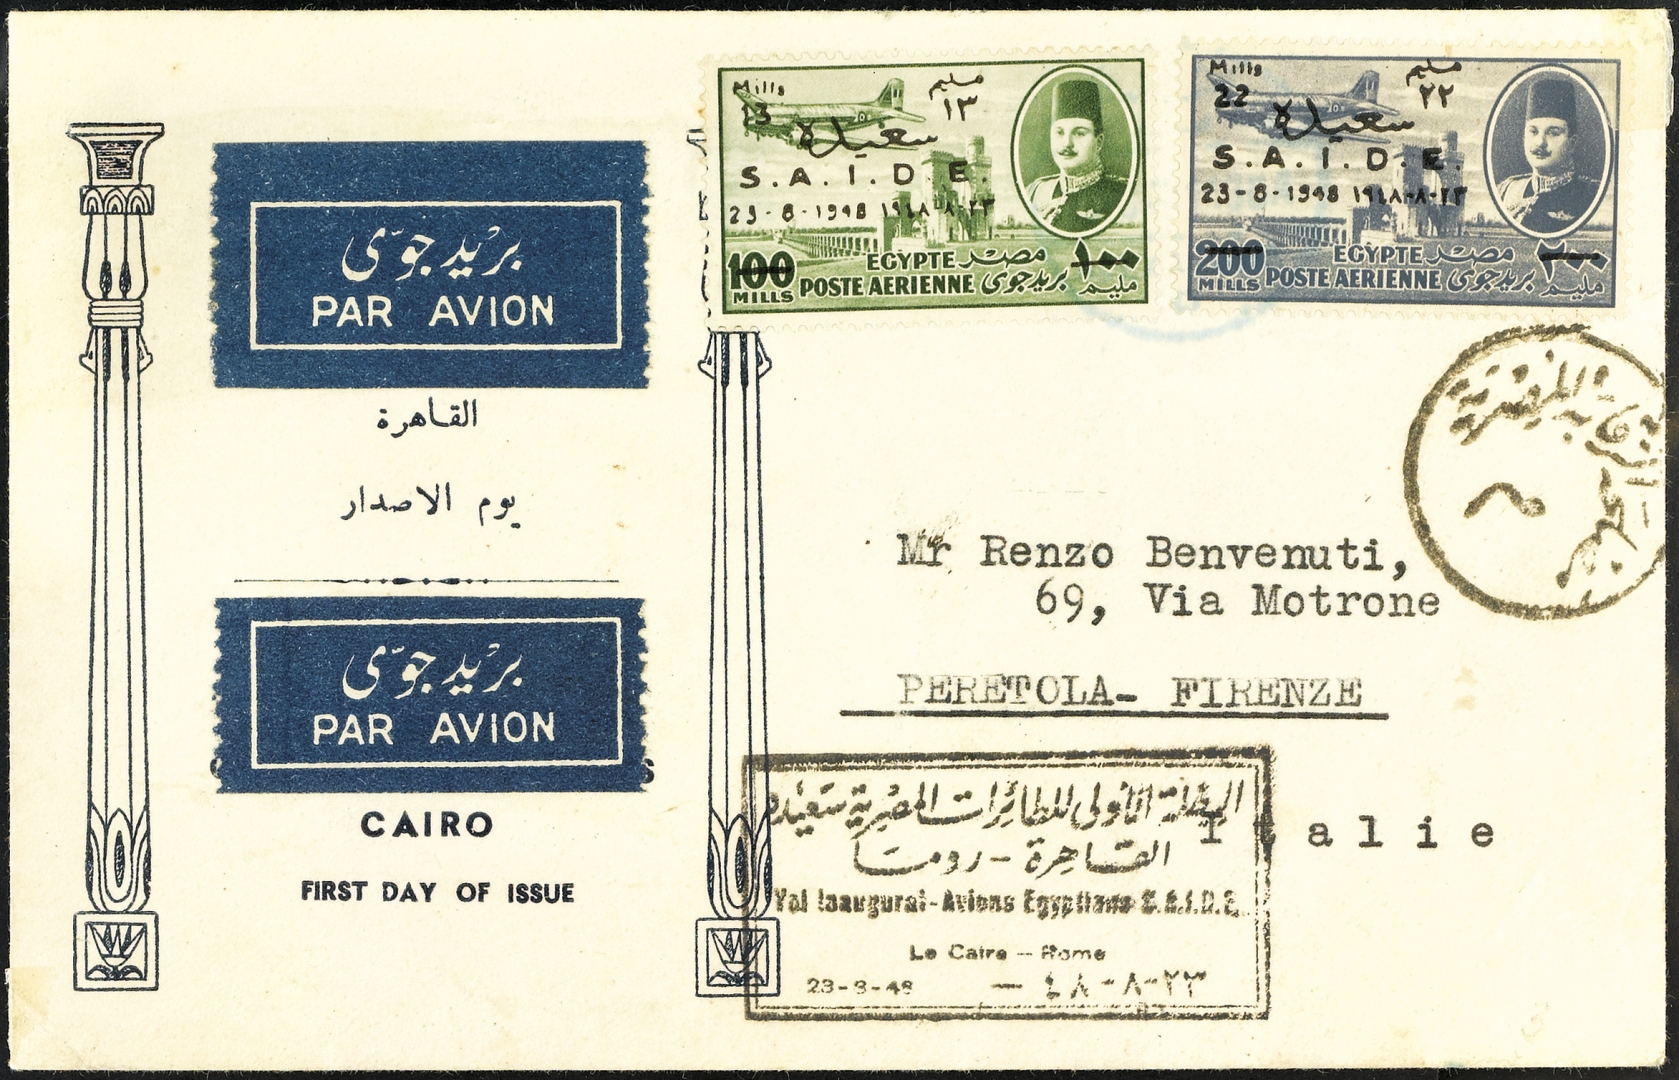 Mills مليم
13 ١٣
سعيدة
S.A.I.D.E.
23-8-1948 ١٩٤٨-٨-٢٣
EGYPTE مصر
100 ١٠٠
MILLS POSTE AERIENNE بريد جوى مليم
Mills مليم
22 ٢٢
سعيدة
S.A.I.D.E.
23-8-1948 ١٩٤٨-٨-٢٣
EGYPTE مصر
200 ٢٠٠
MILLS POSTE AERIENNE بريد جوى مليم
بريد جوّى
PAR AVION
القاهرة
يوم الاصدار
بريد جوّى
PAR AVION
CAIRO
FIRST DAY OF ISSUE
Mr Renzo Benvenuti,
69, Via Motrone
PERETOLA- FIRENZE
Italie
الأولى للطائرات المصرية سعيدة
القاهرة - روما
Vol Inaugural-Avions Egyptiens S.A.I.D.E.
Le Caire - Rome
23-8-48 - ٤٨-٨-٢٣